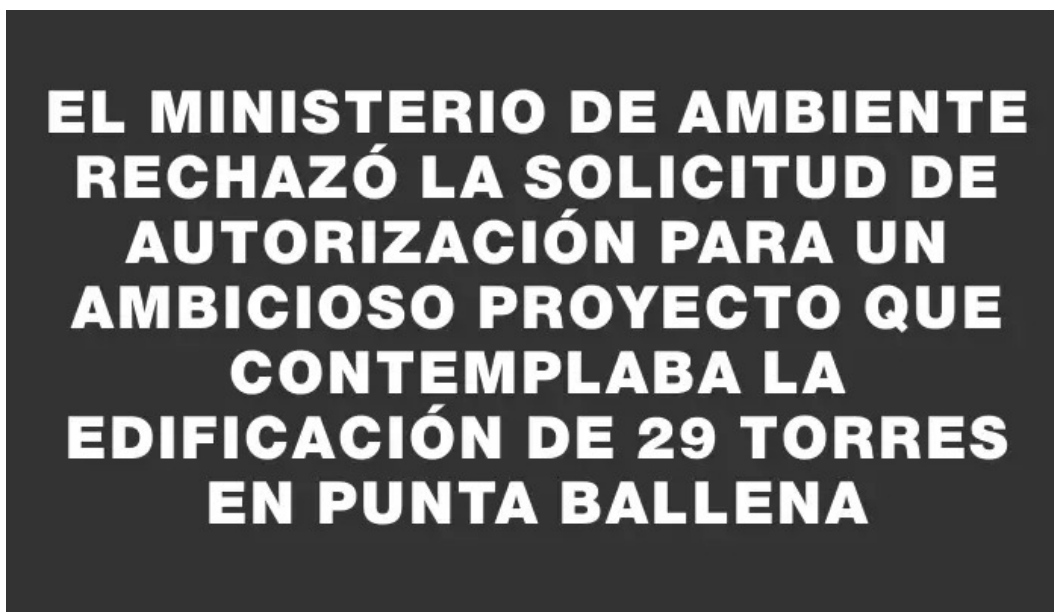 EL MINISTERIO DE AMBIENTE
RECHAZÓ LA SOLICITUD DE
AUTORIZACIÓN PARA UN
AMBICIOSO PROYECTO QUE
CONTEMPLABA LA
EDIFICACIÓN DE 29 TORRES
EN PUNTA BALLENA